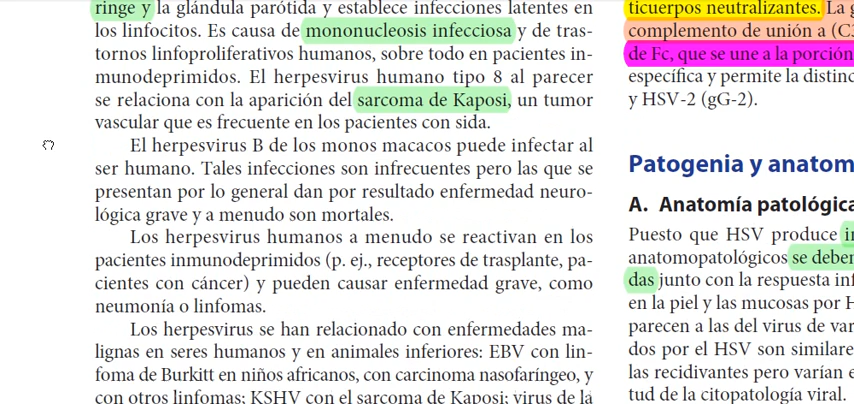 ringe y la glándula parótida y establece infecciones latentes en
los linfocitos. Es causa de mononucleosis infecciosa y de tras-
tornos linfoproliferativos humanos, sobre todo en pacientes in-
munodeprimidos. El herpesvirus humano tipo 8 al parecer
se relaciona con la aparición del sarcoma de Kaposi, un tumor
vascular que es frecuente en los pacientes con sida.
El herpesvirus B de los monos macacos puede infectar al
ser humano. Tales infecciones son infrecuentes pero las que se
presentan por lo general dan por resultado enfermedad neuro-
lógica grave y a menudo son mortales.
Los herpesvirus humanos a menudo se reactivan en los
pacientes inmunodeprimidos (p. ej., receptores de trasplante, pa-
cientes con cáncer) y pueden causar enfermedad grave, como
neumonía o linfomas.
Los herpesvirus se han relacionado con enfermedades ma-
lignas en seres humanos y en animales inferiores: EBV con lin-
foma de Burkitt en niños africanos, con carcinoma nasofaríngeo, y
con otros linfomas; KSHV con el sarcoma de Kaposi; virus de la
ticuerpos neutralizantes. La
complemento de unión a
de Fc, que se une a la porción
específica y permite la distinc
y HSV-2 (gG-2).
Patogenia y anatom
A. Anatomía patológica
Puesto que HSV produce
anatomopatológicos se deben
das junto con la respuesta
en la piel y las mucosas por
parecen a las del virus de var
dos por el HSV son similare
las recidivantes pero varían
tud de la citopatología viral.